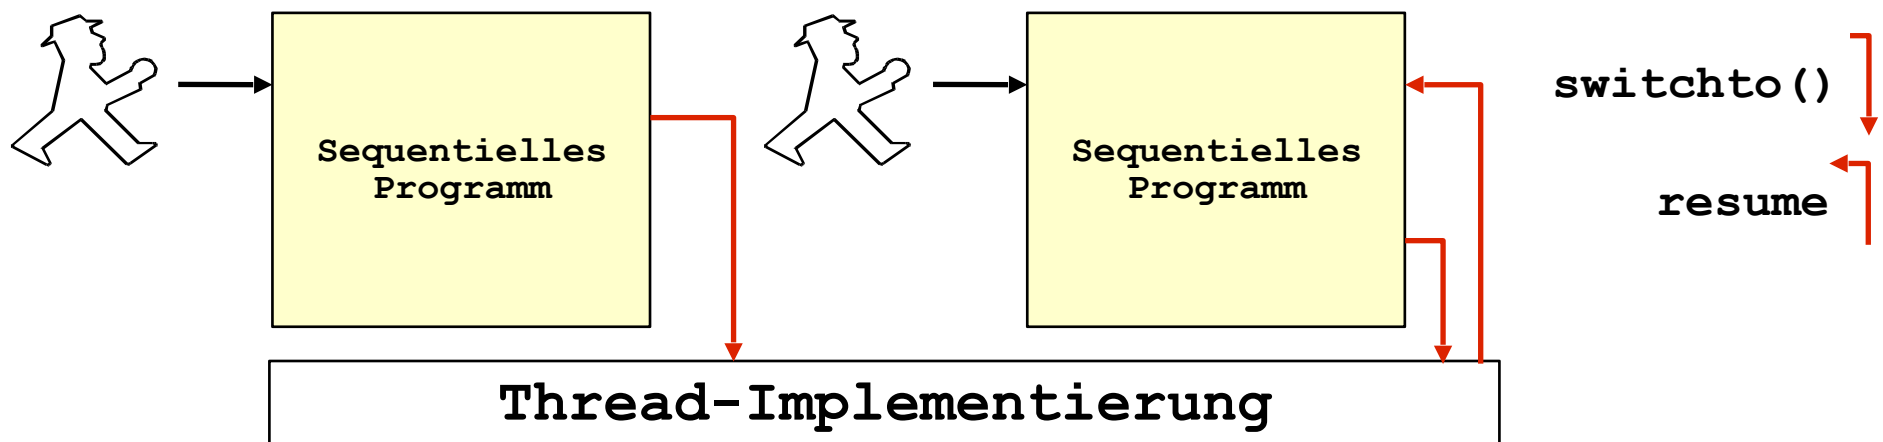 Sequentielles
Programm
Sequentielles
Programm
switchto()
resume
Thread-Implementierung